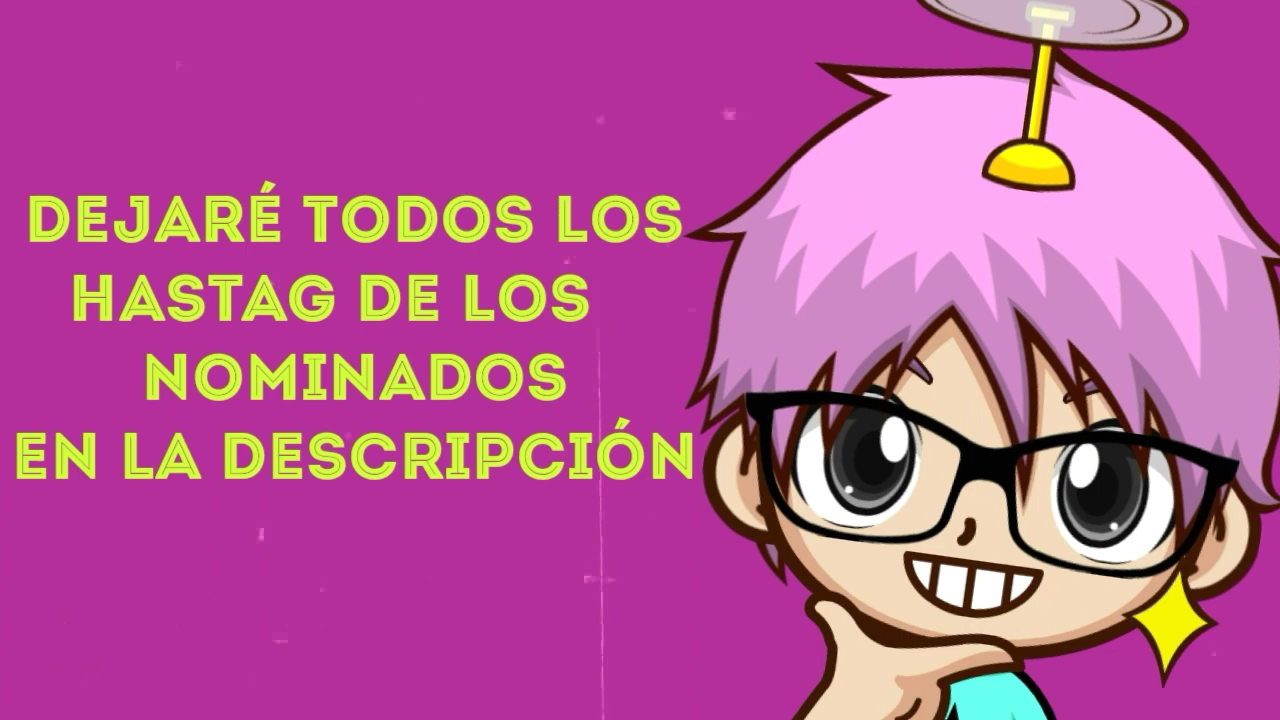 DEJARÉ TODOS LOS
HASTAG DE LOS
NOMINADOS
EN LA DESCRIPCIÓN